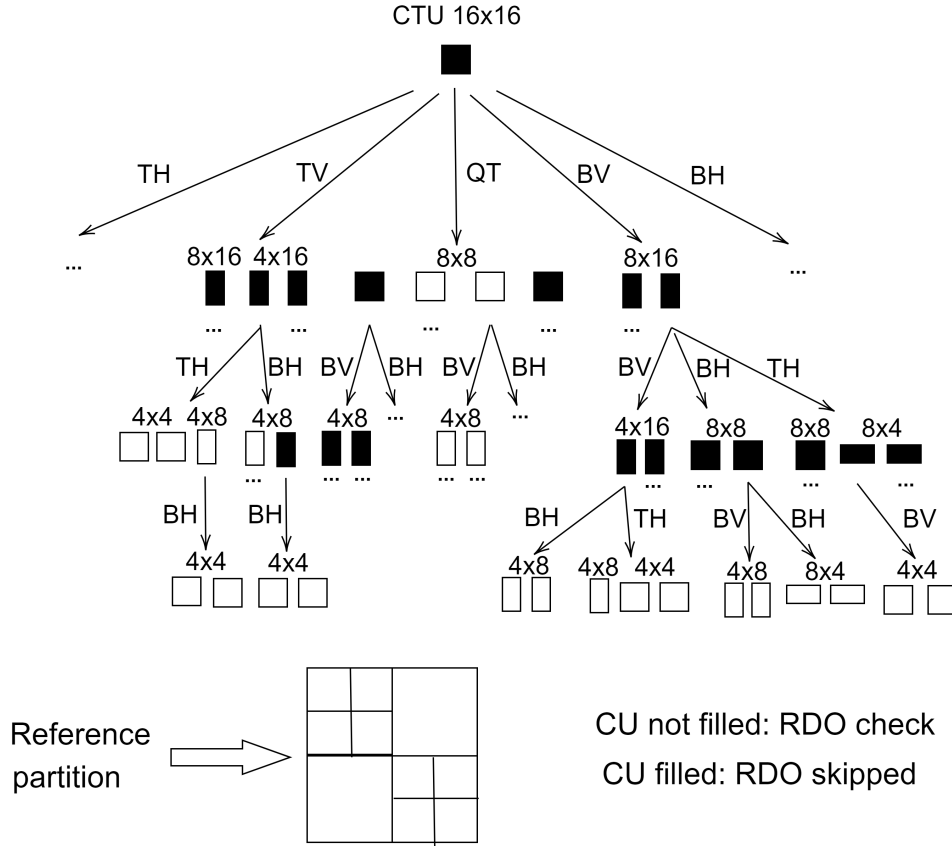 CTU 16x16
TH TV QT BV BH
8x16 4x16 8x8 8x16
... ...
... ... ... ... ...
TH BH BV BH BV BH BV BH TH
... ...
4x4 4x8 4x8 4x8 4x8 4x16 8x8 8x8 8x4
... ... ... ... ... ... ... ... ...
BH BH BH TH BV BH BV
4x4 4x4 4x8 4x8 4x4 4x8 8x4 4x4
Reference
partition
CU not filled: RDO check
CU filled: RDO skipped